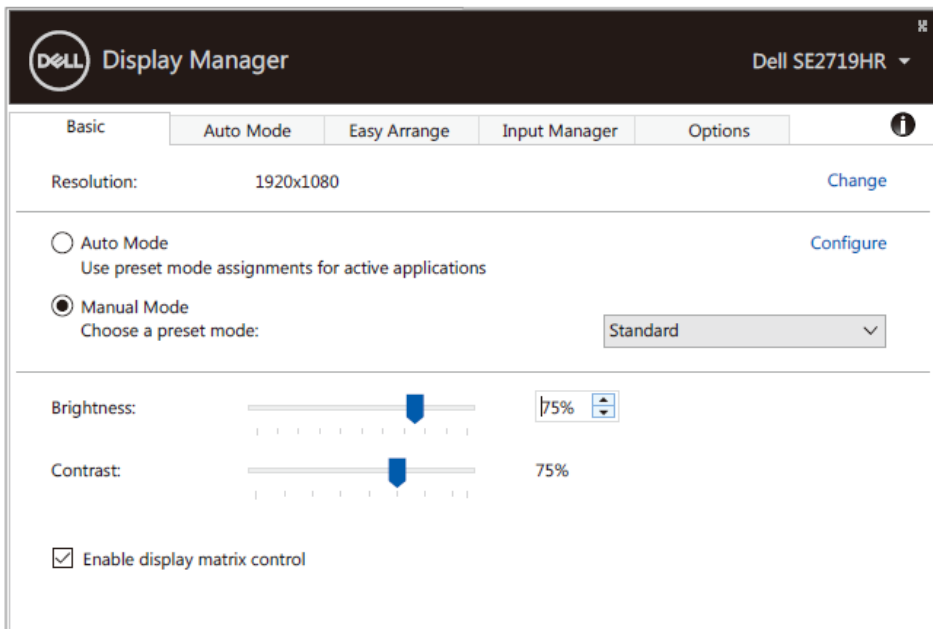 DELL Display Manager
Dell SE2719HR
Basic Auto Mode Easy Arrange Input Manager Options
Resolution: 1920x1080 Change
Auto Mode Configure
Use preset mode assignments for active applications
Manual Mode
Choose a preset mode: Standard
Brightness: 75%
Contrast: 75%
Enable display matrix control